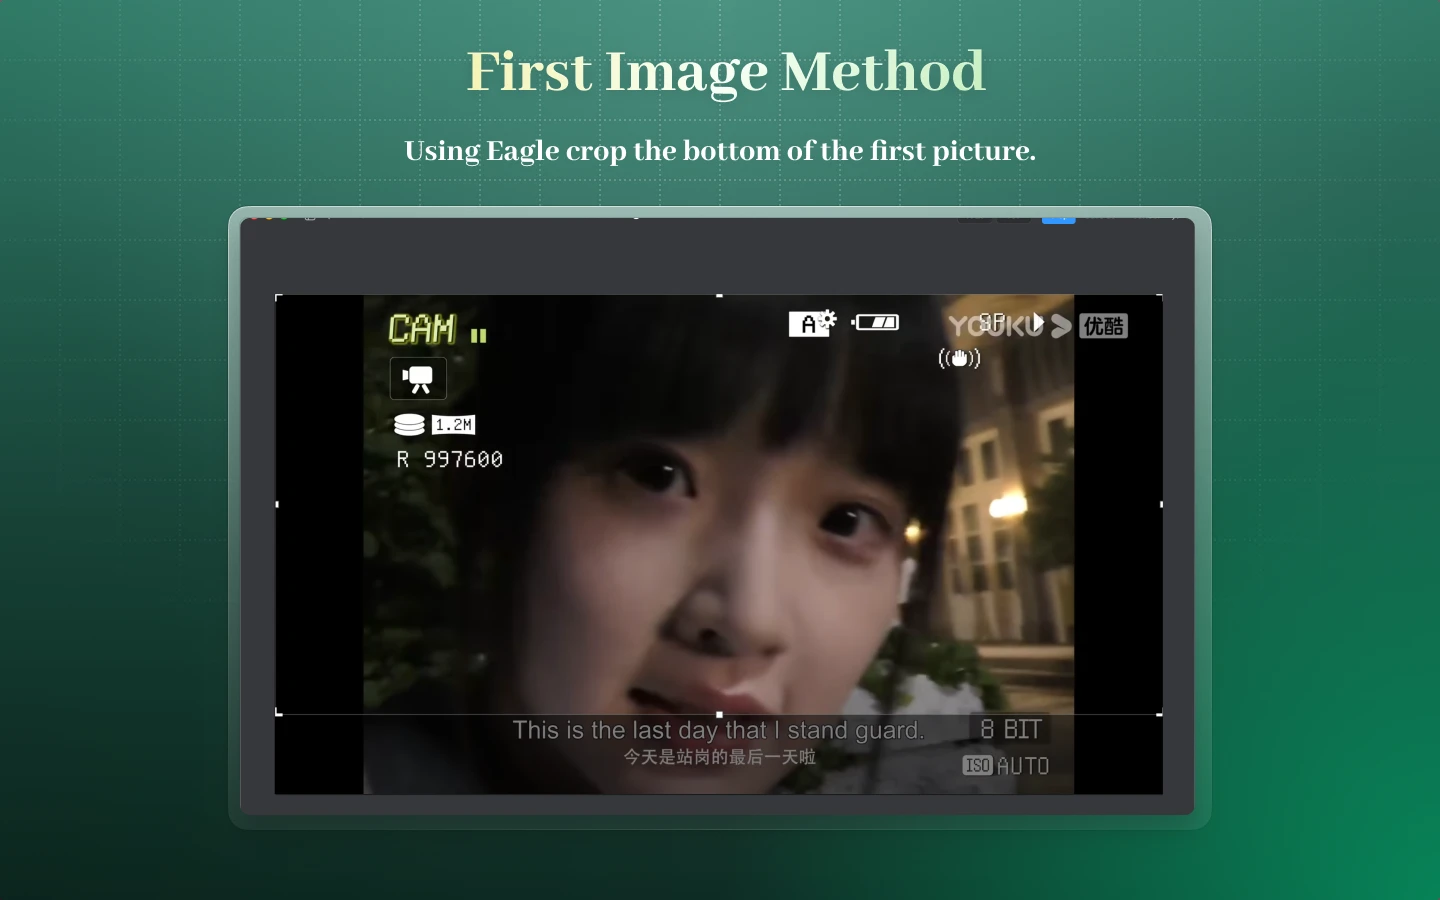 First Image Method
Using Eagle crop the bottom of the first picture.
CAM
A
SP
YOUKU 优酷
1.2M
R 997600
This is the last day that I stand guard.
今天是站岗的最后一天啦
8 BIT
ISO AUTO